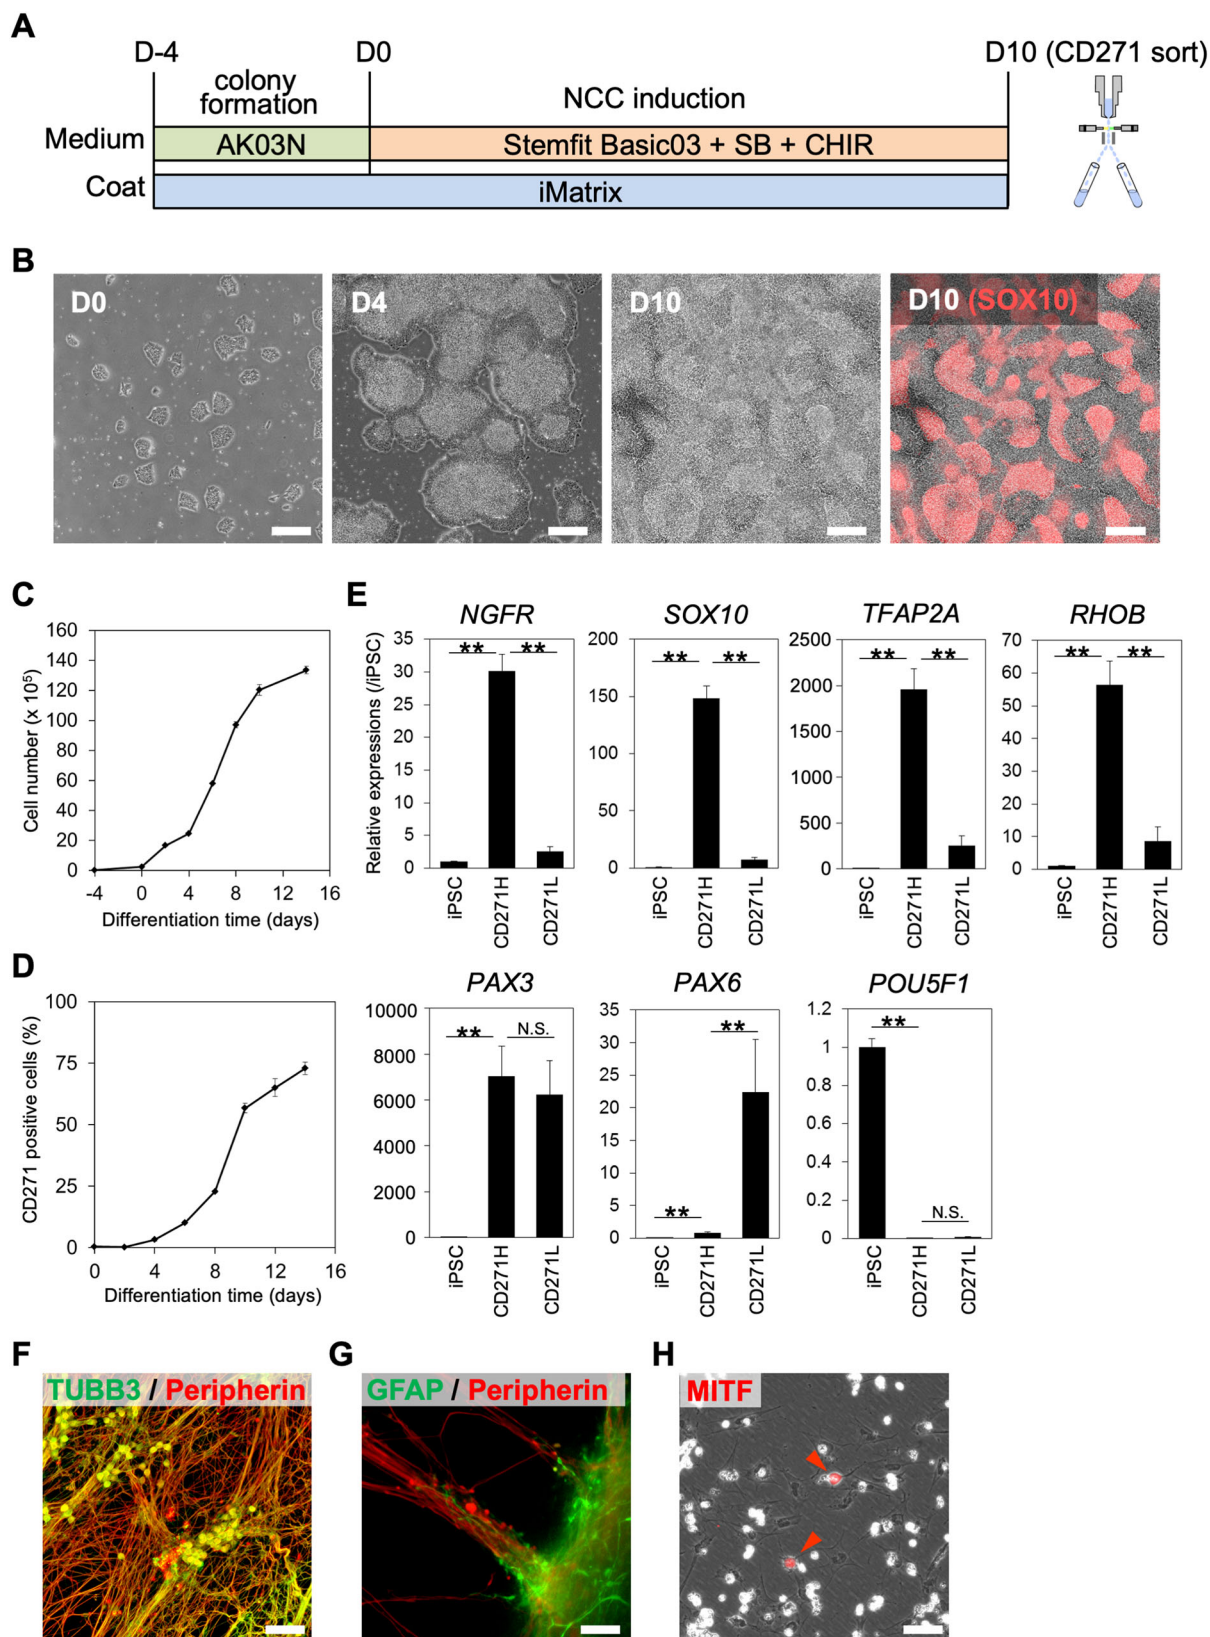 A
D-4
D0
D10 (CD271 sort)
colony
formation
NCC induction
Medium
AK03N
Stemfit Basic03 + SB + CHIR
Coat
iMatrix
B
D0
D4
D10
D10 (SOX10)
C
160
140
120
100
80
60
40
20
0
-4
0
4
8
12
16
Cell number (x 10⁵)
Differentiation time (days)
D
100
75
50
25
0
0
4
8
12
16
CD271 positive cells (%)
Differentiation time (days)
E
Relative expressions (/iPSC)
NGFR
35
30
25
20
15
10
5
0
**
**
iPSC
CD271H
CD271L
SOX10
200
150
100
50
0
**
**
iPSC
CD271H
CD271L
TFAP2A
2500
2000
1500
1000
500
0
**
**
iPSC
CD271H
CD271L
RHOB
70
60
50
40
30
20
10
0
**
**
iPSC
CD271H
CD271L
PAX3
10000
8000
6000
4000
2000
0
**
N.S.
iPSC
CD271H
CD271L
PAX6
35
30
25
20
15
10
5
0
**
**
iPSC
CD271H
CD271L
POU5F1
1.2
1
0.8
0.6
0.4
0.2
0
**
N.S.
iPSC
CD271H
CD271L
F
TUBB3 / Peripherin
G
GFAP / Peripherin
H
MITF